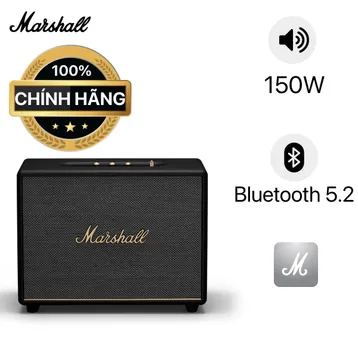 Marshall
100%
CHÍNH HÃNG
150W
Marshall
Bluetooth 5.2
M